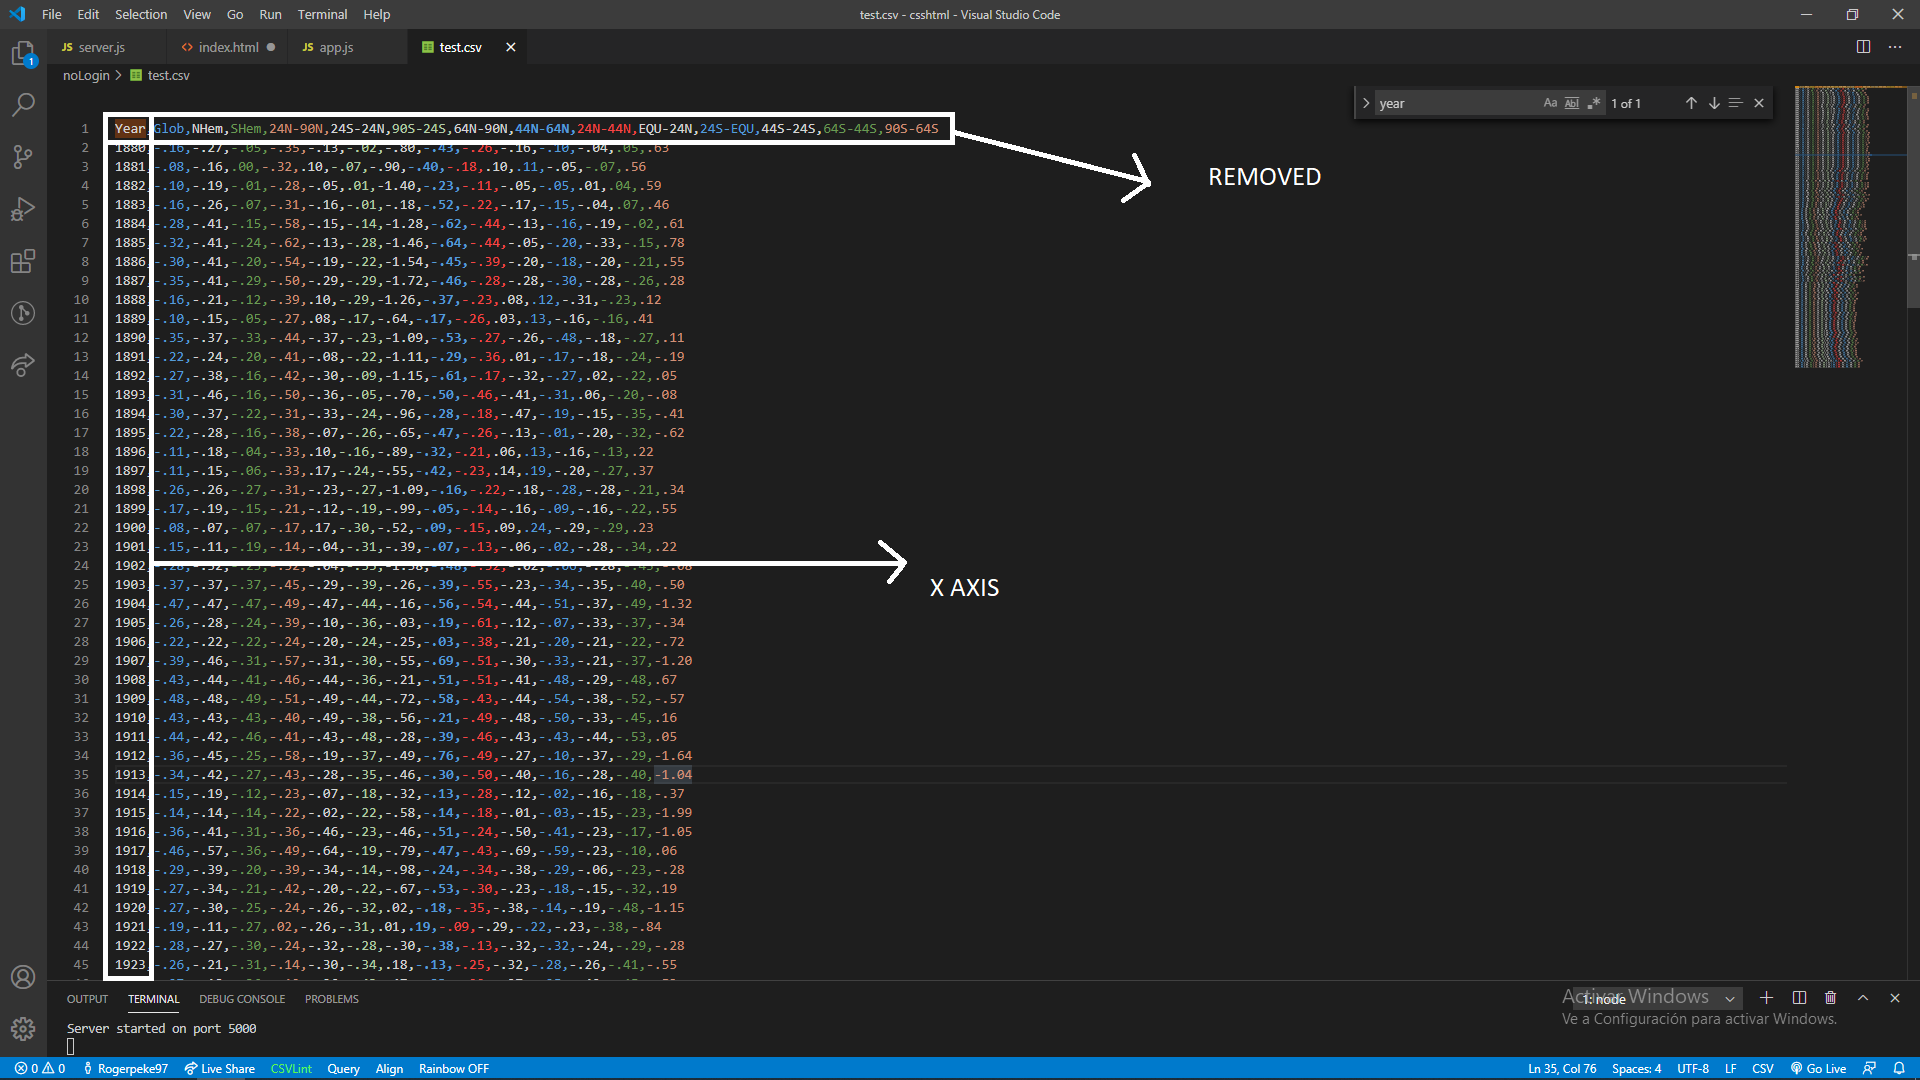 File Edit Selection View Go Run Terminal Help
test.csv - csshtml - Visual Studio Code
JS server.js <> index.html JS app.js test.csv
noLogin > test.csv
year Aa Abl .* 1 of 1
1 Year,Glob,NHem,SHem,24N-90N,24S-24N,90S-24S,64N-90N,44N-64N,24N-44N,EQU-24N,24S-EQU,44S-24S,64S-44S,90S-64S
2 1880,-.16,-.27,-.05,-.35,-.13,-.02,-.80,-.43,-.26,-.16,-.10,-.04,.05,.63
3 1881,-.08,-.16,.00,-.32,.10,-.07,-.90,-.40,-.18,.10,.11,-.05,-.07,.56
4 1882,-.10,-.19,-.01,-.28,-.05,.01,-1.40,-.23,-.11,-.05,-.05,.01,.04,.59
5 1883,-.16,-.26,-.07,-.31,-.16,-.01,-.18,-.52,-.22,-.17,-.15,-.04,.07,.46
6 1884,-.28,-.41,-.15,-.58,-.15,-.14,-1.28,-.62,-.44,-.13,-.16,-.19,-.02,.61
7 1885,-.32,-.41,-.24,-.62,-.13,-.28,-1.46,-.64,-.44,-.05,-.20,-.33,-.15,.78
8 1886,-.30,-.41,-.20,-.54,-.19,-.22,-1.54,-.45,-.39,-.20,-.18,-.20,-.21,.55
9 1887,-.35,-.41,-.29,-.50,-.29,-.29,-1.72,-.46,-.28,-.28,-.30,-.28,-.26,.28
10 1888,-.16,-.21,-.12,-.39,.10,-.29,-1.26,-.37,-.23,.08,.12,-.31,-.23,.12
11 1889,-.10,-.15,-.05,-.27,.08,-.17,-.64,-.17,-.26,.03,.13,-.16,-.16,.41
12 1890,-.35,-.37,-.33,-.44,-.37,-.23,-1.09,-.53,-.27,-.26,-.48,-.18,-.27,.11
13 1891,-.22,-.24,-.20,-.41,-.08,-.22,-1.11,-.29,-.36,.01,-.17,-.18,-.24,-.19
14 1892,-.27,-.38,-.16,-.42,-.30,-.09,-1.15,-.61,-.17,-.32,-.27,.02,-.22,.05
15 1893,-.31,-.46,-.16,-.50,-.36,-.05,-.70,-.50,-.46,-.41,-.31,.06,-.20,-.08
16 1894,-.30,-.37,-.22,-.31,-.33,-.24,-.96,-.28,-.18,-.47,-.19,-.15,-.35,-.41
17 1895,-.22,-.28,-.16,-.38,-.07,-.26,-.65,-.47,-.26,-.13,-.01,-.20,-.32,-.62
18 1896,-.11,-.18,-.04,-.33,.10,-.16,-.89,-.32,-.21,.06,.13,-.16,-.13,.22
19 1897,-.11,-.15,-.06,-.33,.17,-.24,-.55,-.42,-.23,.14,.19,-.20,-.27,.37
20 1898,-.26,-.26,-.27,-.31,-.23,-.27,-1.09,-.16,-.22,-.18,-.28,-.28,-.21,.34
21 1899,-.17,-.19,-.15,-.21,-.12,-.19,-.99,-.05,-.14,-.16,-.09,-.16,-.22,.55
22 1900,-.08,-.07,-.07,-.17,.17,-.30,-.52,-.09,-.15,.09,.24,-.29,-.29,.23
23 1901,-.15,-.11,-.19,-.14,-.04,-.31,-.39,-.07,-.13,-.06,-.02,-.28,-.34,.22
24 1902
25 1903,-.37,-.37,-.37,-.45,-.29,-.39,-.26,-.39,-.55,-.23,-.34,-.35,-.40,-.50
26 1904,-.47,-.47,-.47,-.49,-.47,-.44,-.16,-.56,-.54,-.44,-.51,-.37,-.49,-1.32
27 1905,-.26,-.28,-.24,-.39,-.10,-.36,-.03,-.19,-.61,-.12,-.07,-.33,-.37,-.34
28 1906,-.22,-.22,-.22,-.24,-.20,-.24,-.25,-.03,-.38,-.21,-.20,-.21,-.22,-.72
29 1907,-.39,-.46,-.31,-.57,-.31,-.30,-.55,-.69,-.51,-.30,-.33,-.21,-.37,-1.20
30 1908,-.43,-.44,-.41,-.46,-.44,-.36,-.21,-.51,-.51,-.41,-.48,-.29,-.48,.67
31 1909,-.48,-.48,-.49,-.51,-.49,-.44,-.72,-.58,-.43,-.44,-.54,-.38,-.52,-.57
32 1910,-.43,-.43,-.43,-.40,-.49,-.38,-.56,-.21,-.49,-.48,-.50,-.33,-.45,.16
33 1911,-.44,-.42,-.46,-.41,-.43,-.48,-.28,-.39,-.46,-.43,-.43,-.44,-.53,.05
34 1912,-.36,-.45,-.25,-.58,-.19,-.37,-.49,-.76,-.49,-.27,-.10,-.37,-.29,-1.64
35 1913,-.34,-.42,-.27,-.43,-.28,-.35,-.46,-.30,-.50,-.40,-.16,-.28,-.40,-1.04
36 1914,-.15,-.19,-.12,-.23,-.07,-.18,-.32,-.13,-.28,-.12,-.02,-.16,-.18,-.37
37 1915,-.14,-.14,-.14,-.22,-.02,-.22,-.58,-.14,-.18,-.01,-.03,-.15,-.23,-1.99
38 1916,-.36,-.41,-.31,-.36,-.46,-.23,-.46,-.51,-.24,-.50,-.41,-.23,-.17,-1.05
39 1917,-.46,-.57,-.36,-.49,-.64,-.19,-.79,-.47,-.43,-.69,-.59,-.23,-.10,.06
40 1918,-.29,-.39,-.20,-.39,-.34,-.14,-.98,-.24,-.34,-.38,-.29,-.06,-.23,-.28
41 1919,-.27,-.34,-.21,-.42,-.20,-.22,-.67,-.53,-.30,-.23,-.18,-.15,-.32,.19
42 1920,-.27,-.30,-.25,-.24,-.26,-.32,.02,-.18,-.35,-.38,-.14,-.19,-.48,-1.15
43 1921,-.19,-.11,-.27,.02,-.26,-.31,.01,.19,-.09,-.29,-.22,-.23,-.38,-.84
44 1922,-.28,-.27,-.30,-.24,-.32,-.28,-.30,-.38,-.13,-.32,-.32,-.24,-.29,-.28
45 1923,-.26,-.21,-.31,-.14,-.30,-.34,.18,-.13,-.25,-.32,-.28,-.26,-.41,-.55
REMOVED
X AXIS
OUTPUT TERMINAL DEBUG CONSOLE PROBLEMS
1: node
Server started on port 5000
Activar Windows
Ve a Configuración para activar Windows.
0 0 Rogerpeke97 Live Share CSVLint Query Align Rainbow OFF
Ln 35, Col 76 Spaces: 4 UTF-8 LF CSV Go Live